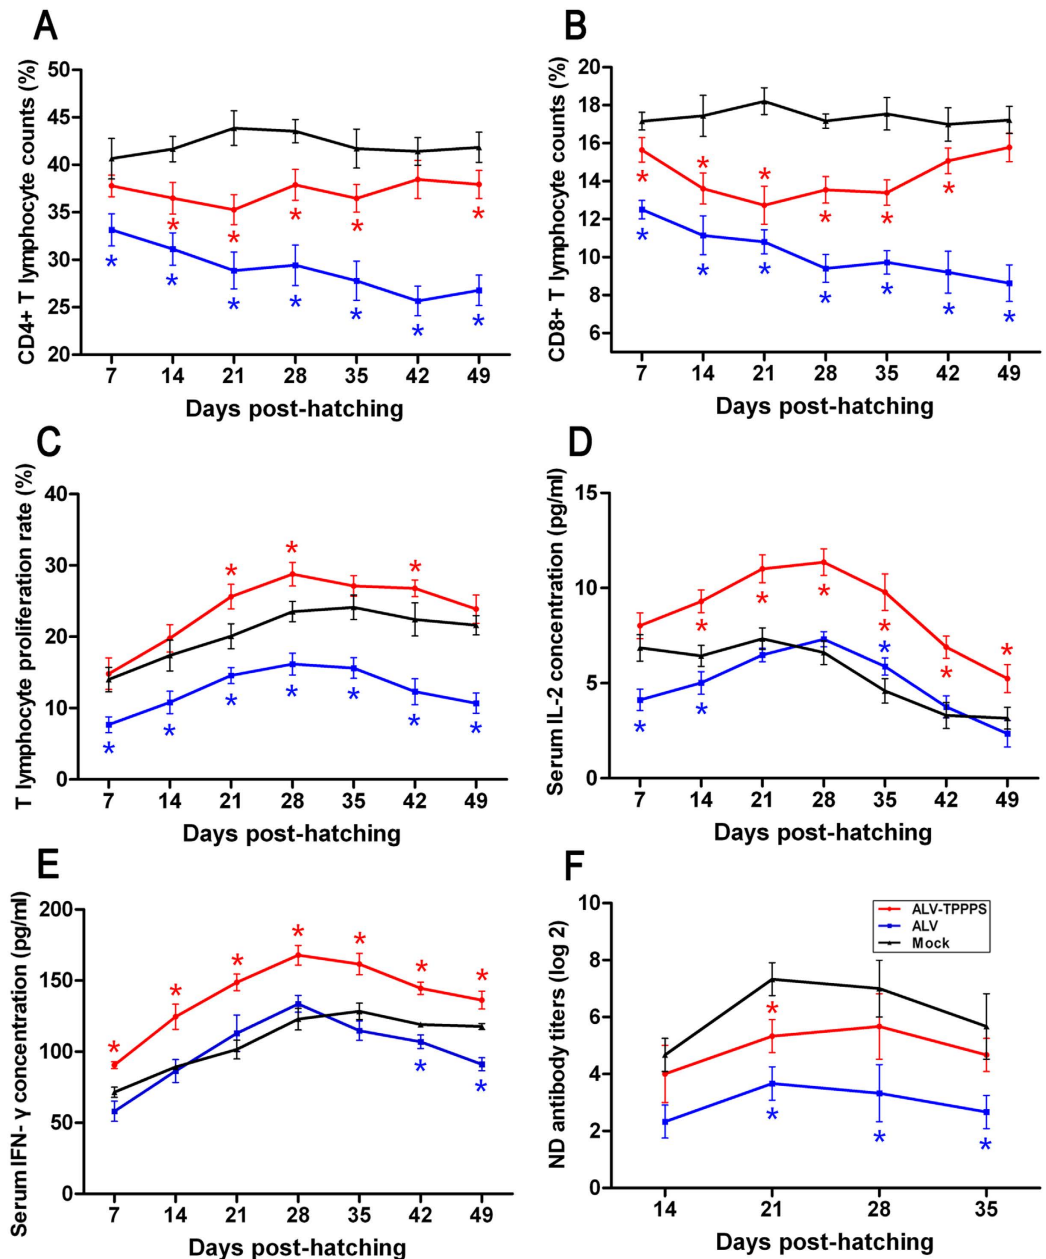 A
CD4+ T lymphocyte counts (%)
50
45
40
35
30
25
20
* * * * *
* * * * * * *
7 14 21 28 35 42 49
Days post-hatching
B
CD8+ T lymphocyte counts (%)
20
18
16
14
12
10
8
6
* * * * * *
* * * * * * *
7 14 21 28 35 42 49
Days post-hatching
C
T lymphocyte proliferation rate (%)
40
30
20
10
0
* * *
* * * * * * *
7 14 21 28 35 42 49
Days post-hatching
D
Serum IL-2 concentration (pg/ml)
15
10
5
0
* * * * * *
* * *
7 14 21 28 35 42 49
Days post-hatching
E
Serum IFN- γ concentration (pg/ml)
200
150
100
50
0
* * * * * * *
* *
7 14 21 28 35 42 49
Days post-hatching
F
ND antibody titers (log 2)
10
8
6
4
2
0
ALV-TPPPS
ALV
Mock
*
* * *
14 21 28 35
Days post-hatching